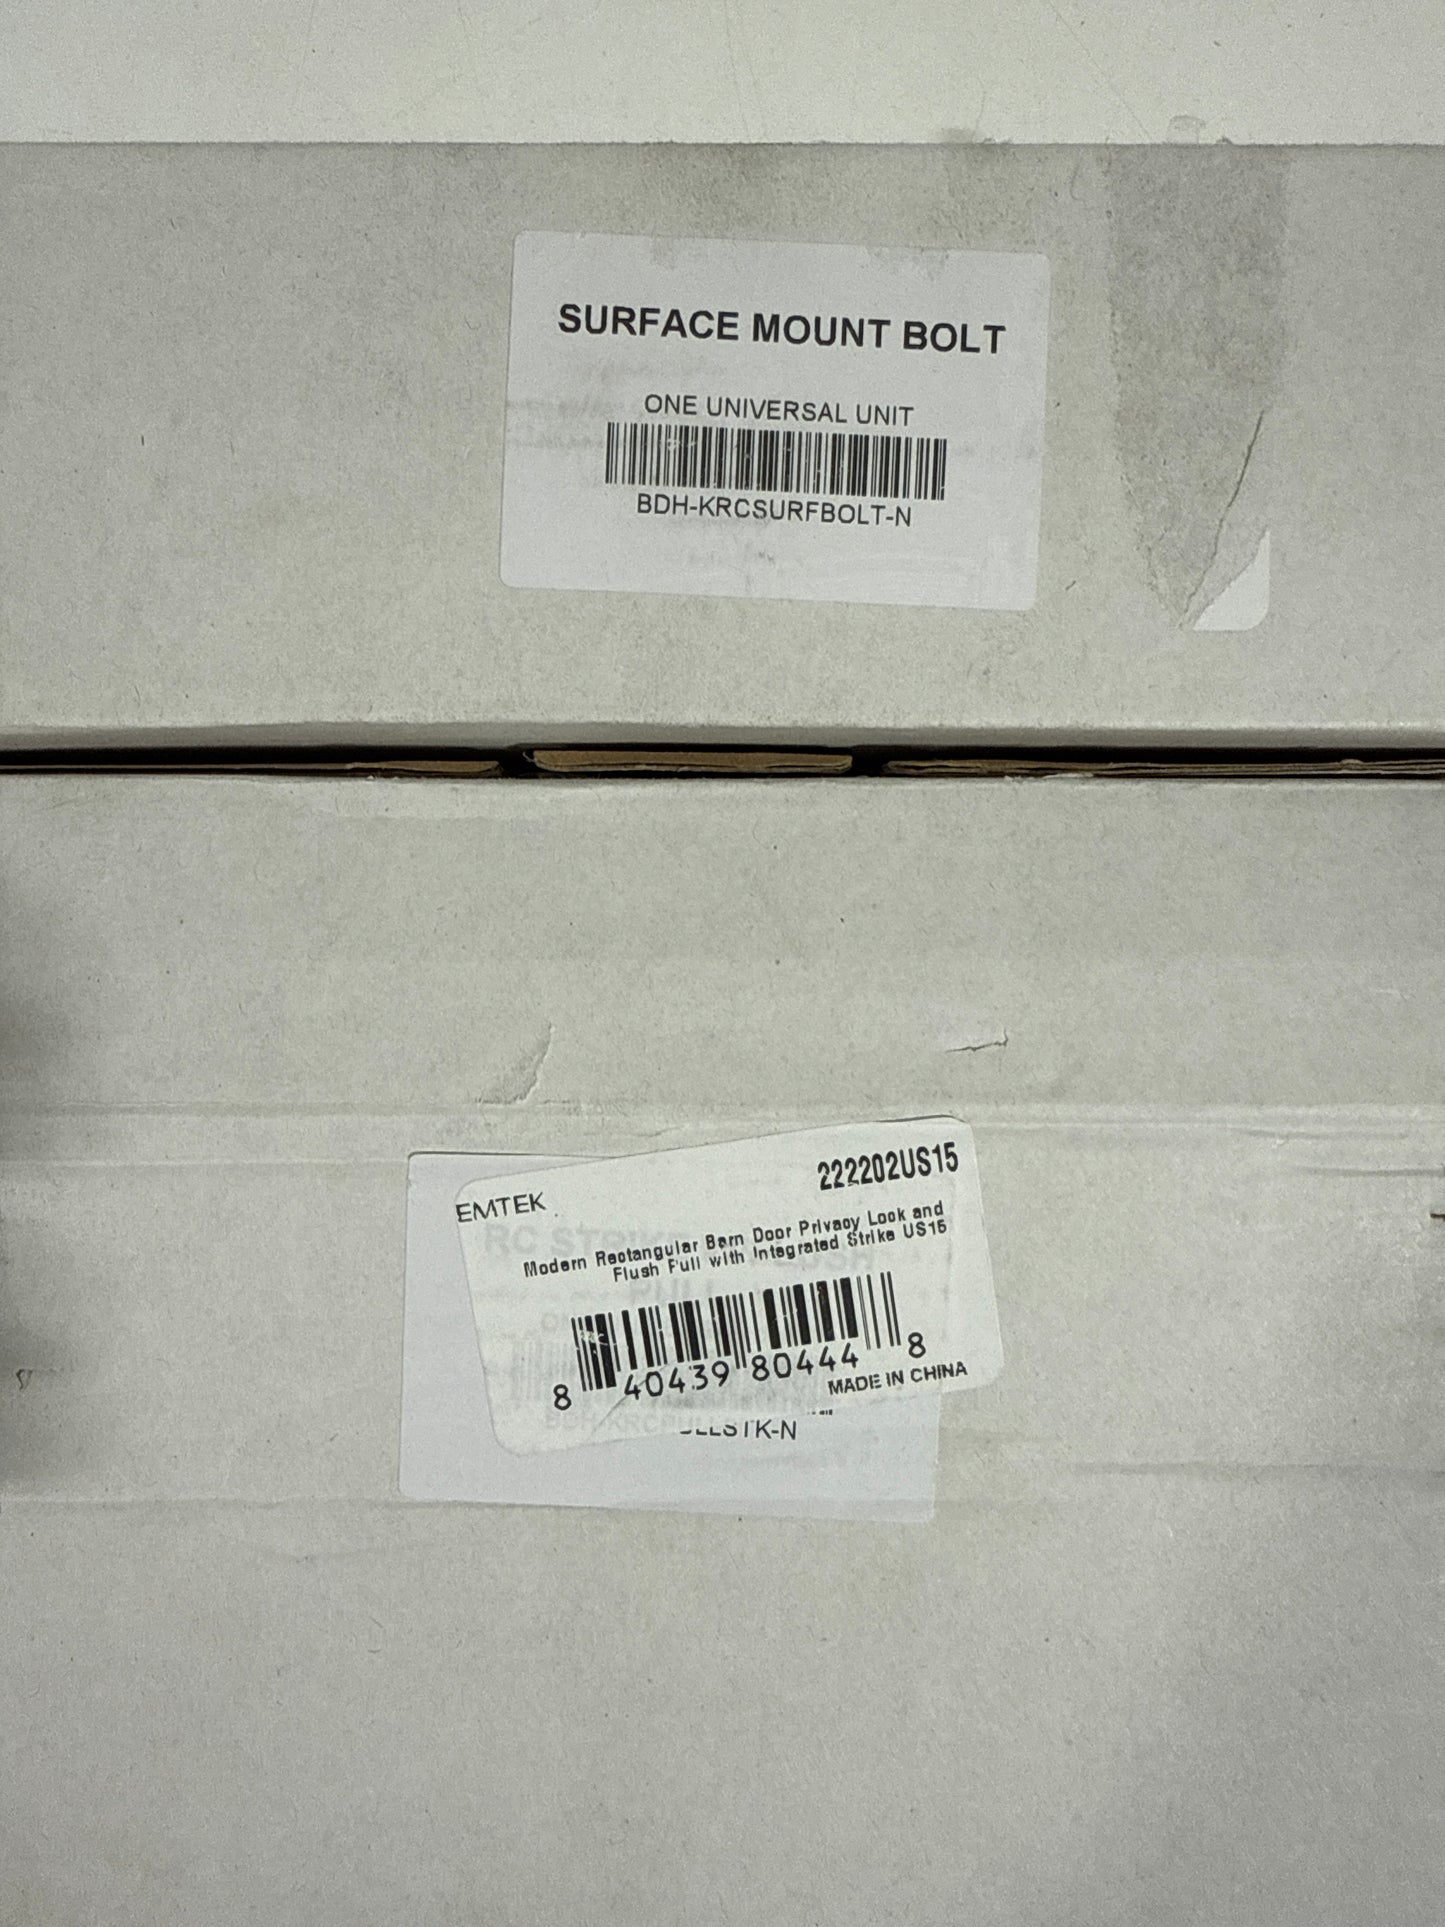 SURFACE MOUNT BOLT
ONE UNIVERSAL UNIT
BDH-KRCSURFBOLT-N
222202US15
EMTEK
Modern Rectangular Barn Door Privacy Lock and
Flush Pull with Integrated Strike US15
8 40439 80444 8
MADE IN CHINA